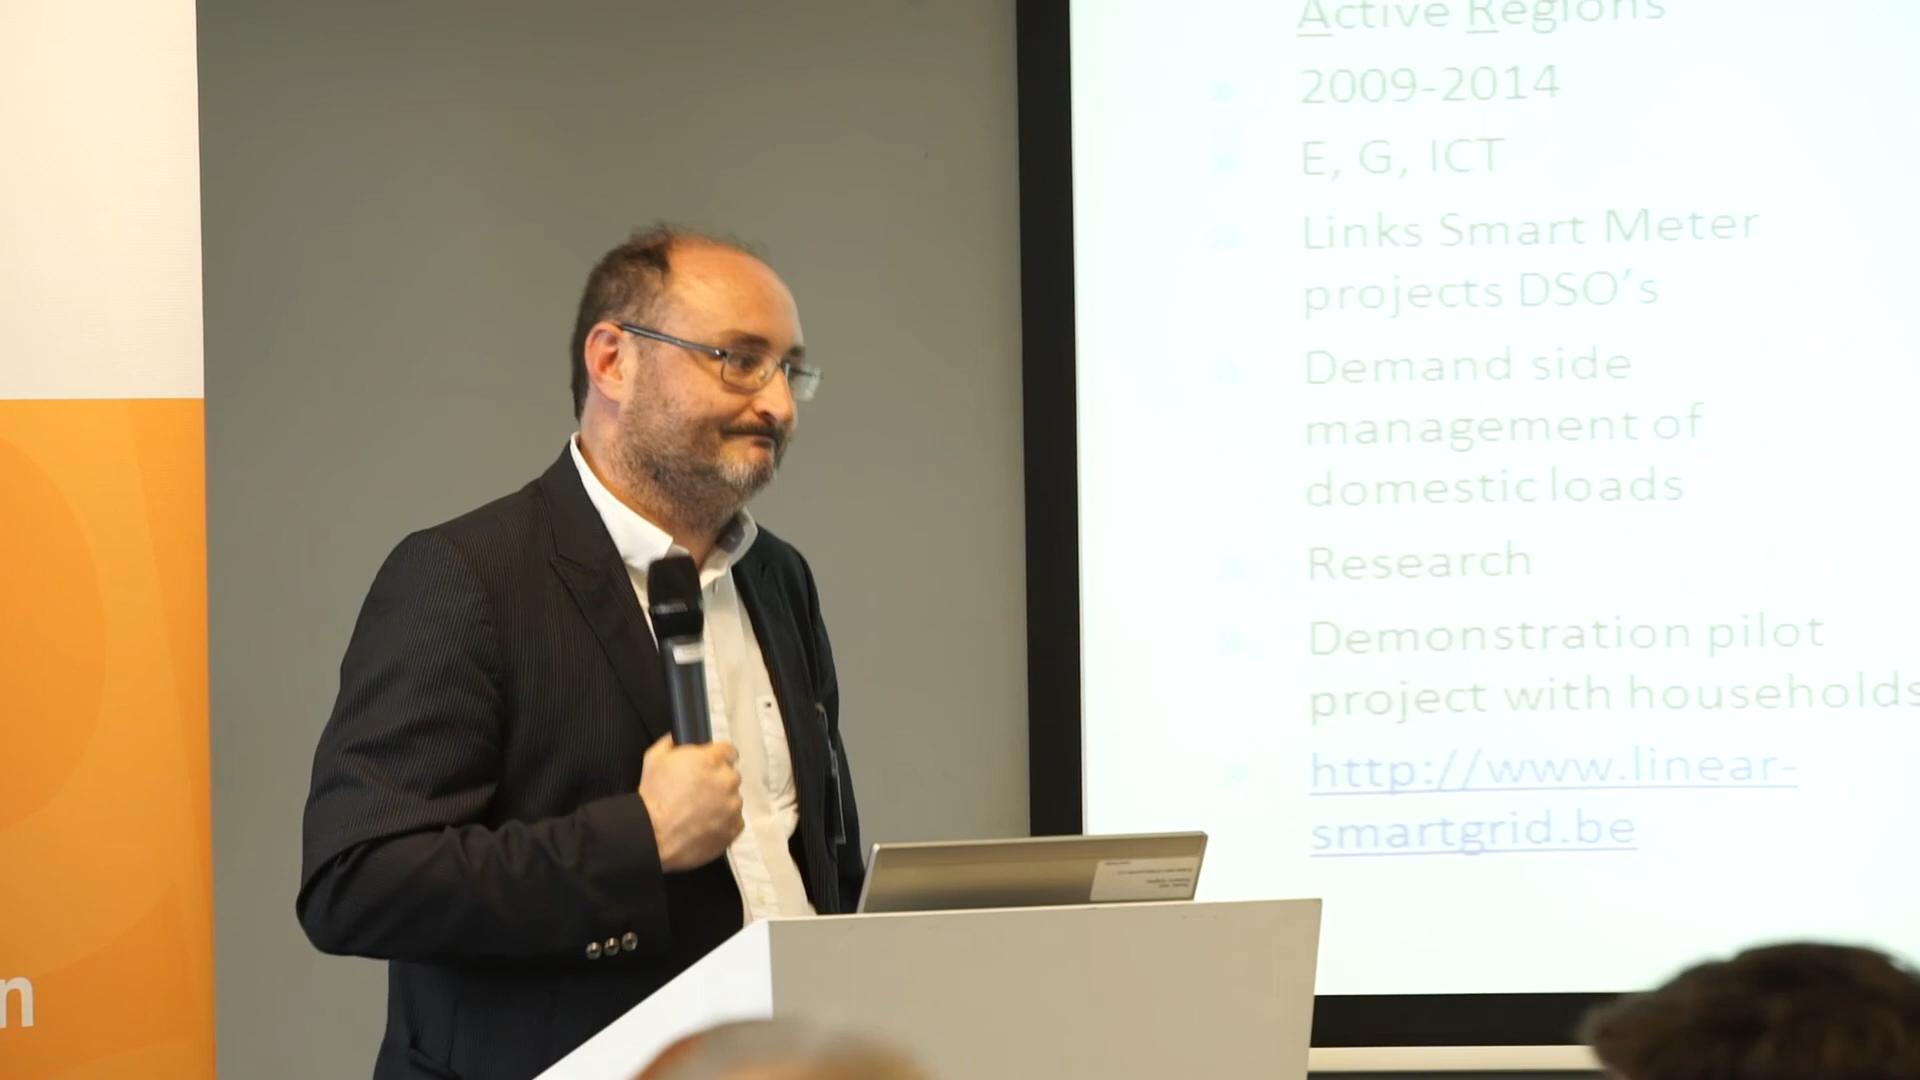 Active Regions
» 2009-2014
» E, G, ICT
» Links Smart Meter
projects DSO's
» Demand side
management of
domestic loads
» Research
» Demonstration pilot
project with households
» http://www.linear-
smartgrid.be
n